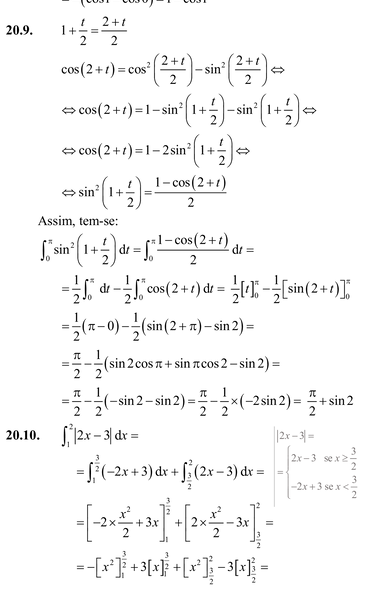 20.9. 1 + t/2 = (2 + t)/2
cos(2 + t) = cos²((2 + t)/2) − sin²((2 + t)/2) ⇔
⇔ cos(2 + t) = 1 − sin²(1 + t/2) − sin²(1 + t/2) ⇔
⇔ cos(2 + t) = 1 − 2sin²(1 + t/2) ⇔
⇔ sin²(1 + t/2) = (1 − cos(2 + t))/2
Assim, tem-se:
∫₀^π sin²(1 + t/2) dt = ∫₀^π (1 − cos(2 + t))/2 dt =
= 1/2 ∫₀^π dt − 1/2 ∫₀^π cos(2 + t) dt = 1/2 [t]₀^π − 1/2 [sin(2 + t)]₀^π
= 1/2 (π − 0) − 1/2 (sin(2 + π) − sin 2) =
= π/2 − 1/2 (sin 2 cos π + sin π cos 2 − sin 2) =
= π/2 − 1/2 (−sin 2 − sin 2) = π/2 − 1/2 × (−2 sin 2) = π/2 + sin 2
20.10. ∫₁² |2x − 3| dx =
= ∫₁^(3/2) (−2x + 3) dx + ∫_(3/2)^2 (2x − 3) dx =
= [−2 × x²/2 + 3x]₁^(3/2) + [2 × x²/2 − 3x]_(3/2)^2 =
= −[x²]₁^(3/2) + 3[x]₁^(3/2) + [x²]_(3/2)^2 − 3[x]_(3/2)^2 =
|2x − 3| =
= { 2x − 3 se x ≥ 3/2
−2x + 3 se x < 3/2